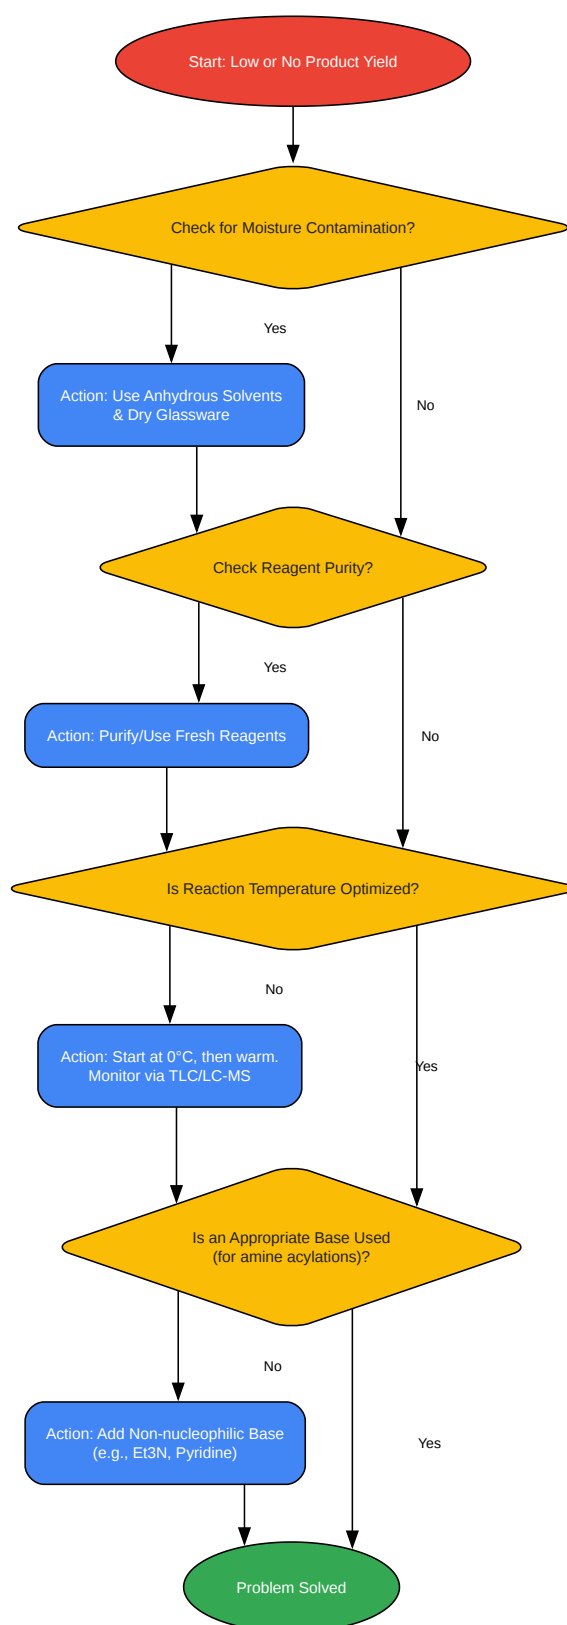 Start: Low or No Product Yield
Check for Moisture Contamination?
Yes
Action: Use Anhydrous Solvents
& Dry Glassware
No
Check Reagent Purity?
Yes
Action: Purify/Use Fresh Reagents
No
Is Reaction Temperature Optimized?
No
Action: Start at 0°C, then warm.
Monitor via TLC/LC-MS
Yes
Is an Appropriate Base Used
(for amine acylations)?
No
Action: Add Non-nucleophilic Base
(e.g., Et3N, Pyridine)
Yes
Problem Solved